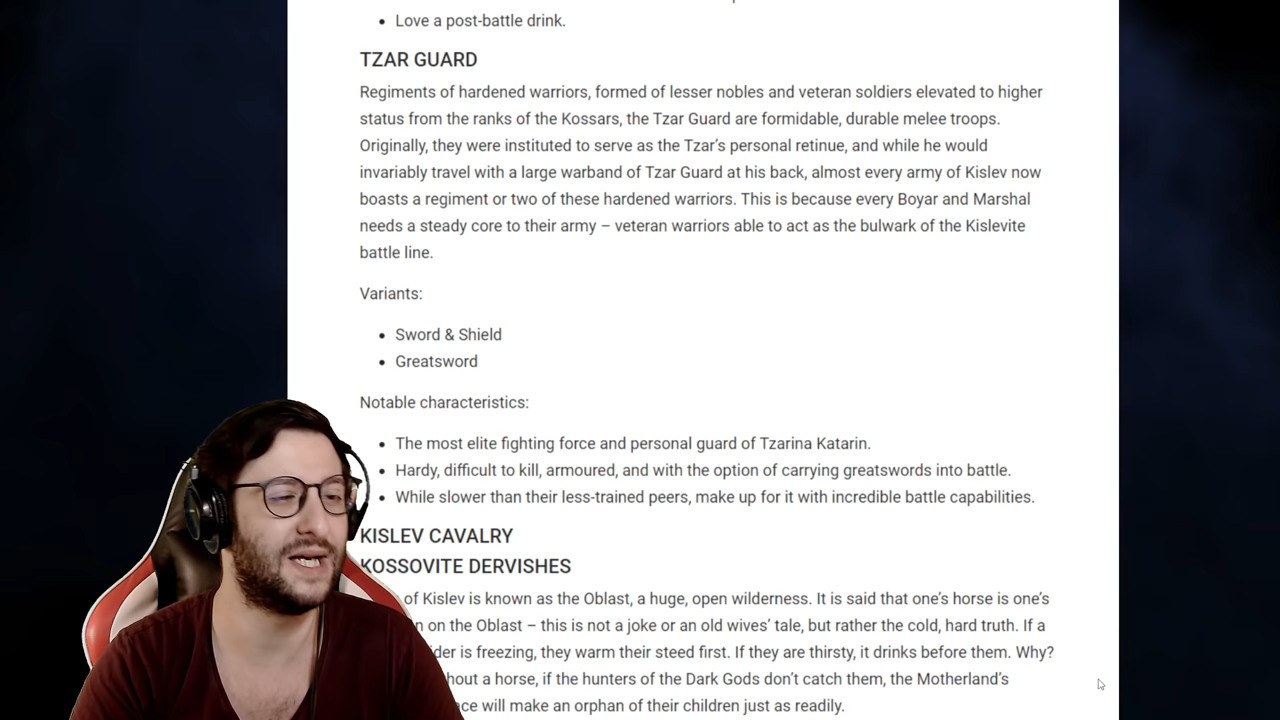 Love a post-battle drink.
TZAR GUARD
Regiments of hardened warriors, formed of lesser nobles and veteran soldiers elevated to higher
status from the ranks of the Kossars, the Tzar Guard are formidable, durable melee troops.
Originally, they were instituted to serve as the Tzar’s personal retinue, and while he would
invariably travel with a large warband of Tzar Guard at his back, almost every army of Kislev now
boasts a regiment or two of these hardened warriors. This is because every Boyar and Marshal
needs a steady core to their army – veteran warriors able to act as the bulwark of the Kislevite
battle line.
Variants:
Sword & Shield
Greatsword
Notable characteristics:
The most elite fighting force and personal guard of Tzarina Katarin.
Hardy, difficult to kill, armoured, and with the option of carrying greatswords into battle.
While slower than their less-trained peers, make up for it with incredible battle capabilities.
KISLEV CAVALRY
KOSSOVITE DERVISHES
of Kislev is known as the Oblast, a huge, open wilderness. It is said that one’s horse is one’s
on the Oblast – this is not a joke or an old wives’ tale, but rather the cold, hard truth. If a
is freezing, they warm their steed first. If they are thirsty, it drinks before them. Why?
a horse, if the hunters of the Dark Gods don’t catch them, the Motherland’s
will make an orphan of their children just as readily.